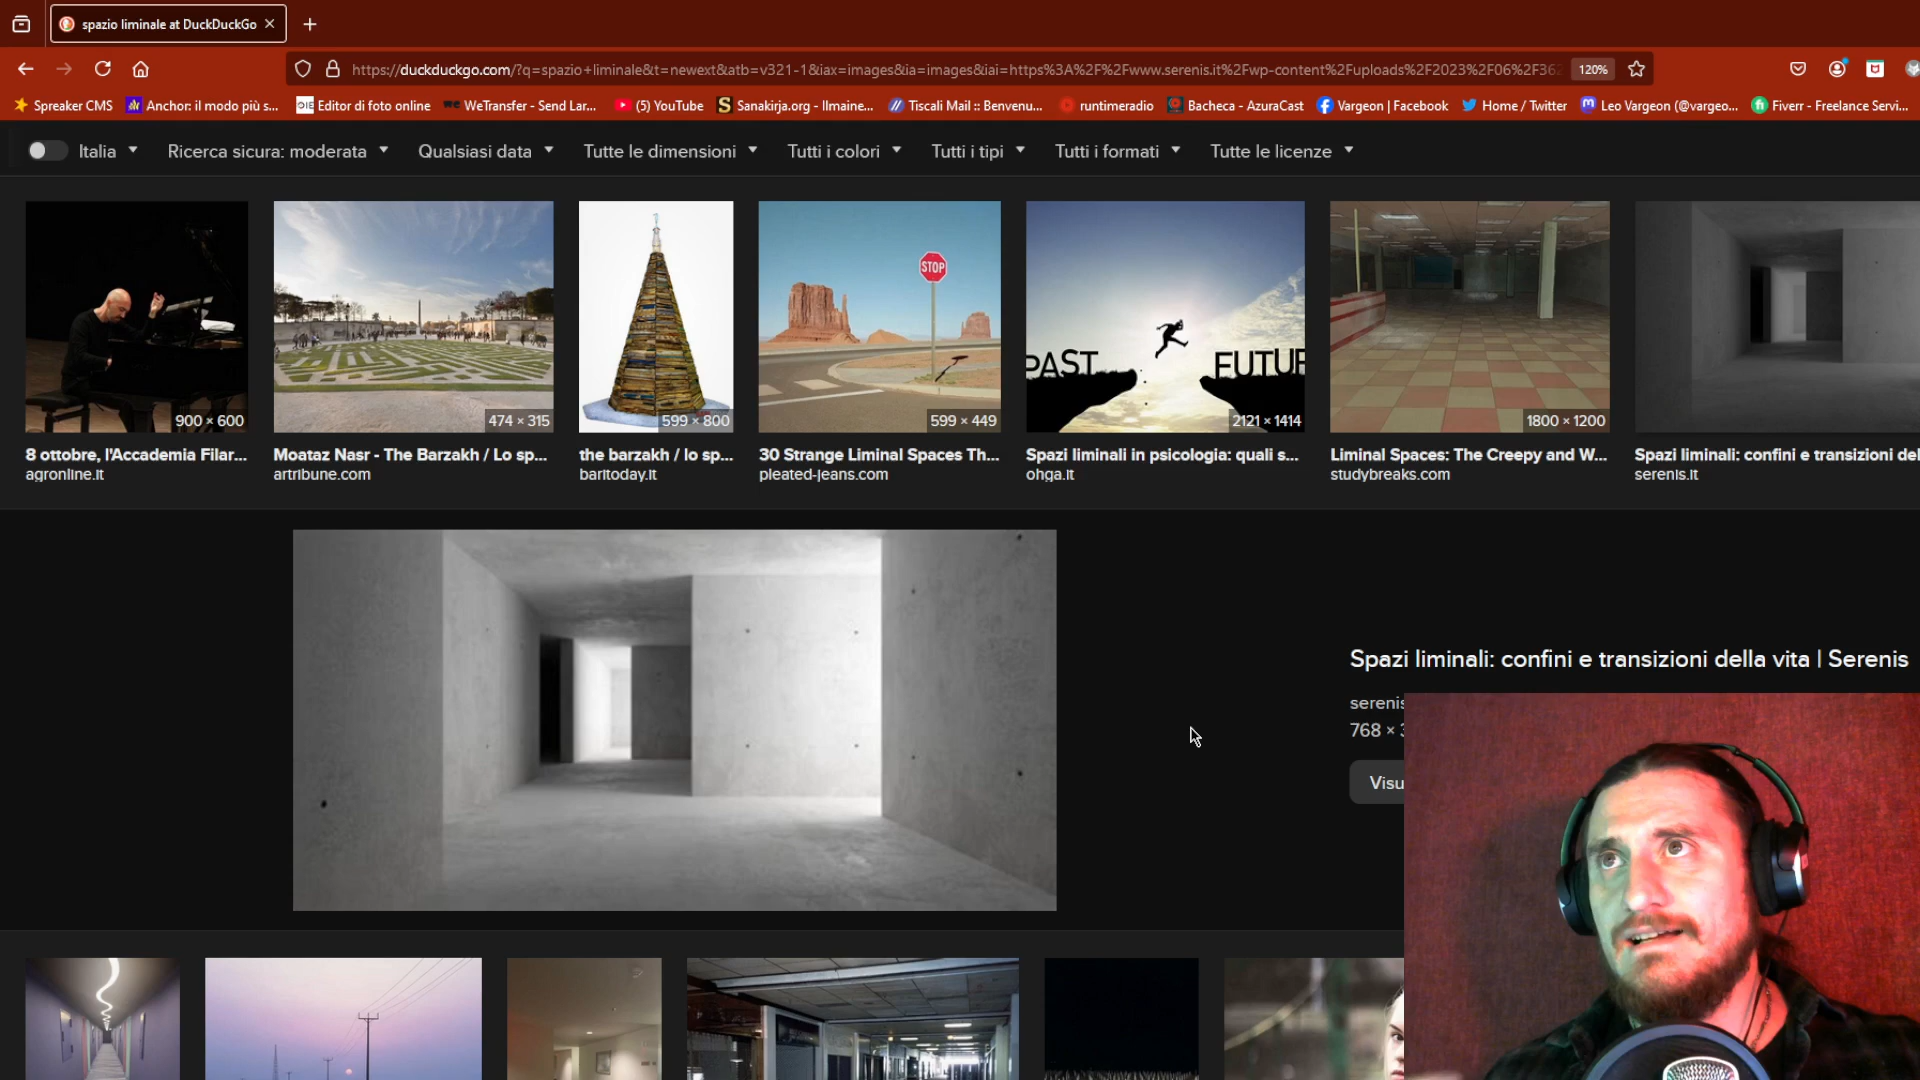 spazio liminale at DuckDuckGo
https://duckduckgo.com/?q=spazio+liminale&t=newext&atb=v321-1&iax=images&ia=images&iai=https%3A%2F%2Fwww.serenis.it%2Fwp-content%2Fuploads%2F2023%2F06%2F362
120%
Spreaker CMS
Anchor: il modo più s...
Editor di foto online
WeTransfer - Send Lar...
(5) YouTube
Sanakirja.org - Ilmaine...
Tiscali Mail :: Benvenu...
runtimeradio
Bacheca - AzuraCast
Vargeon | Facebook
Home / Twitter
Leo Vargeon (@vargeo...
Fiverr - Freelance Servi...
Italia
Ricerca sicura: moderata
Qualsiasi data
Tutte le dimensioni
Tutti i colori
Tutti i tipi
Tutti i formati
Tutte le licenze
STOP
PAST
FUTUR
900 × 600
474 × 315
599 × 800
599 × 449
2121 × 1414
1800 × 1200
8 ottobre, l'Accademia Filar...
agronline.it
Moataz Nasr - The Barzakh / Lo sp...
artribune.com
the barzakh / lo sp...
baritoday.it
30 Strange Liminal Spaces Th...
pleated-jeans.com
Spazi liminali in psicologia: quali s...
ohga.it
Liminal Spaces: The Creepy and W...
studybreaks.com
Spazi liminali: confini e transizioni del
serenis.it
Spazi liminali: confini e transizioni della vita | Serenis
serenis
768 ×
Visu